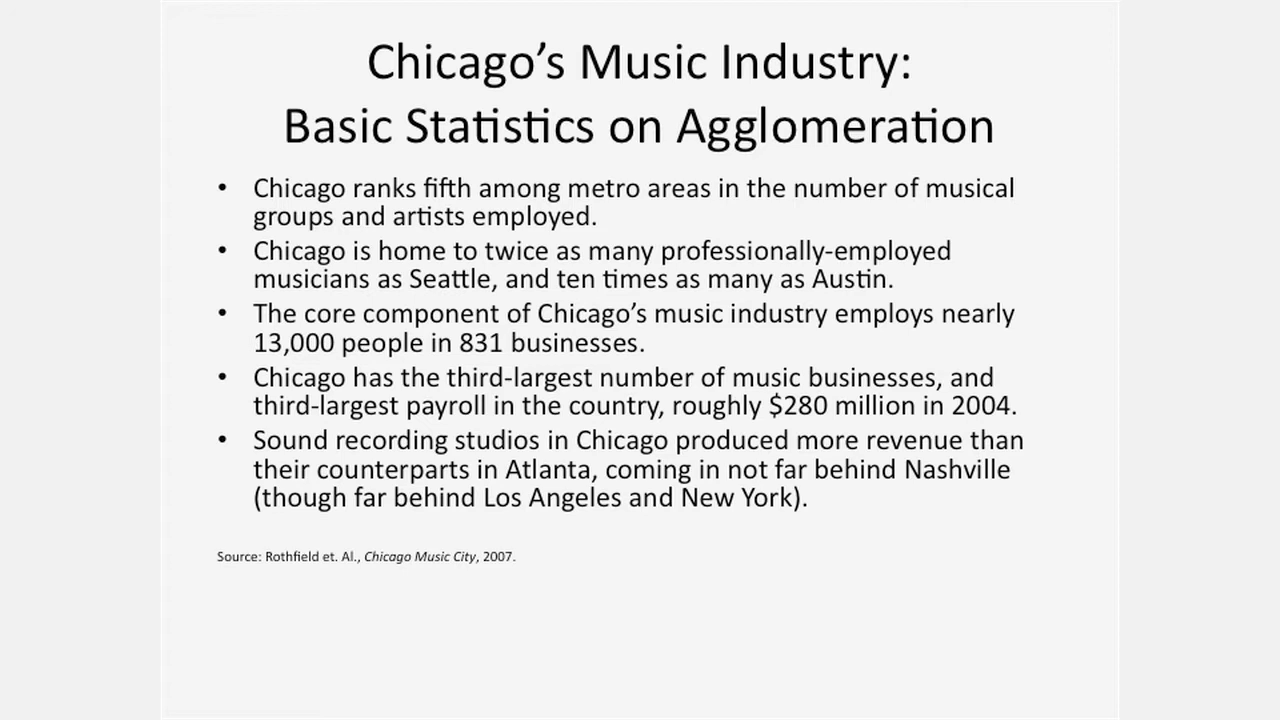 Chicago’s Music Industry:
Basic Statistics on Agglomeration
• Chicago ranks fifth among metro areas in the number of musical
groups and artists employed.
• Chicago is home to twice as many professionally-employed
musicians as Seattle, and ten times as many as Austin.
• The core component of Chicago’s music industry employs nearly
13,000 people in 831 businesses.
• Chicago has the third-largest number of music businesses, and
third-largest payroll in the country, roughly $280 million in 2004.
• Sound recording studios in Chicago produced more revenue than
their counterparts in Atlanta, coming in not far behind Nashville
(though far behind Los Angeles and New York).
Source: Rothfield et. Al., Chicago Music City, 2007.